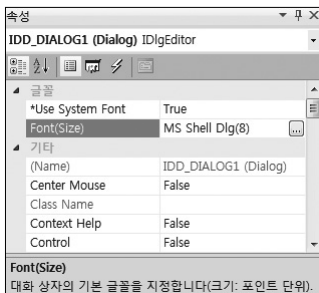 속성
IDD_DIALOG1 (Dialog) IDlgEditor
글꼴
*Use System Font True
Font(Size) MS Shell Dlg(8) ...
기타
(Name) IDD_DIALOG1 (Dialog)
Center Mouse False
Class Name
Context Help False
Control False
Font(Size)
대화 상자의 기본 글꼴을 지정합니다(크기: 포인트 단위).